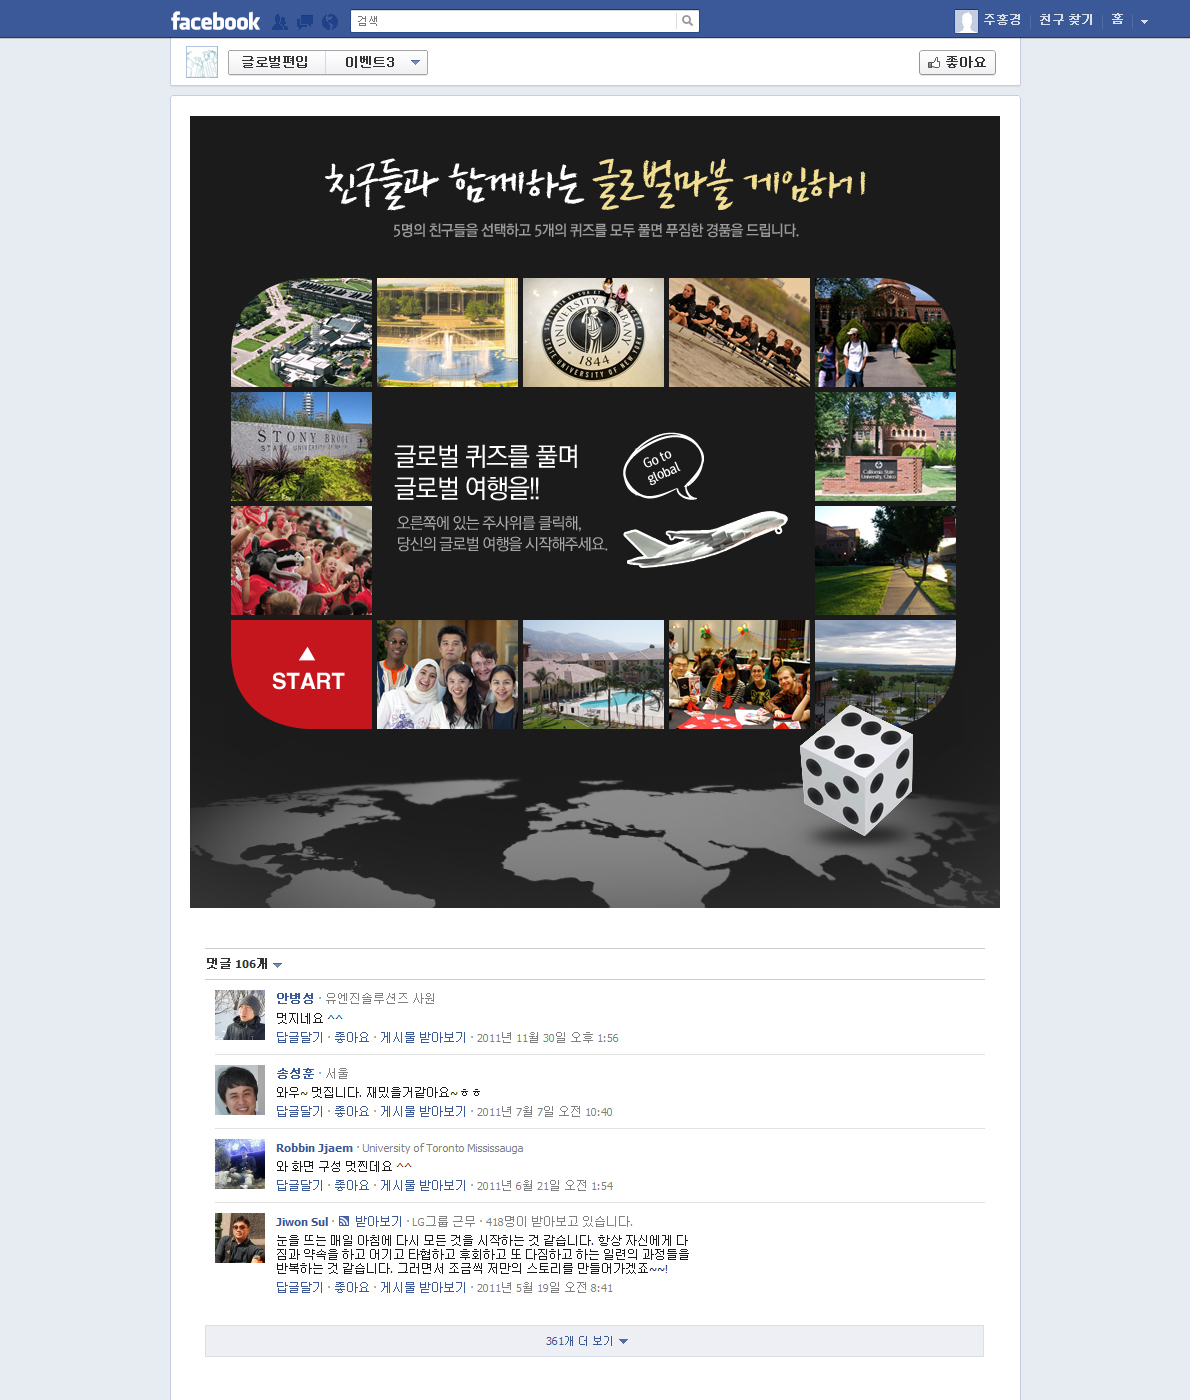 facebook
검색
주홍경
친구 찾기
홈
글로벌편입
이벤트3
좋아요
친구들과 함께하는 글로벌마블 게임하기
5명의 친구들을 선택하고 5개의 퀴즈를 모두 풀면 푸짐한 경품을 드립니다.
1844
STONY BROOK
California State
University, Chico
글로벌 퀴즈를 풀며
글로벌 여행을!!
Go to
global
오른쪽에 있는 주사위를 클릭해,
당신의 글로벌 여행을 시작해주세요.
START
댓글 106개
안병성 · 유엔진솔루션즈 사원
멋지네요 ^^
답글달기 · 좋아요 · 게시물 받아보기 · 2011년 11월 30일 오후 1:56
송성훈 · 서울
와우~ 멋집니다. 재밌을거같아요~ㅎㅎ
답글달기 · 좋아요 · 게시물 받아보기 · 2011년 7월 7일 오전 10:40
Robbin Jjaem · University of Toronto Mississauga
와 화면 구성 멋찐데요 ^^
답글달기 · 좋아요 · 게시물 받아보기 · 2011년 6월 21일 오전 1:54
Jiwon Sul · 받아보기 · LG그룹 근무 · 418명이 받아보고 있습니다.
눈을 뜨는 매일 아침에 다시 모든 것을 시작하는 것 같습니다. 항상 자신에게 다
짐과 약속을 하고 어기고 타협하고 후회하고 또 다짐하고 하는 일련의 과정들을
반복하는 것 같습니다. 그러면서 조금씩 저만의 스토리를 만들어가겠죠~~!
답글달기 · 좋아요 · 게시물 받아보기 · 2011년 5월 19일 오전 8:41
361개 더 보기